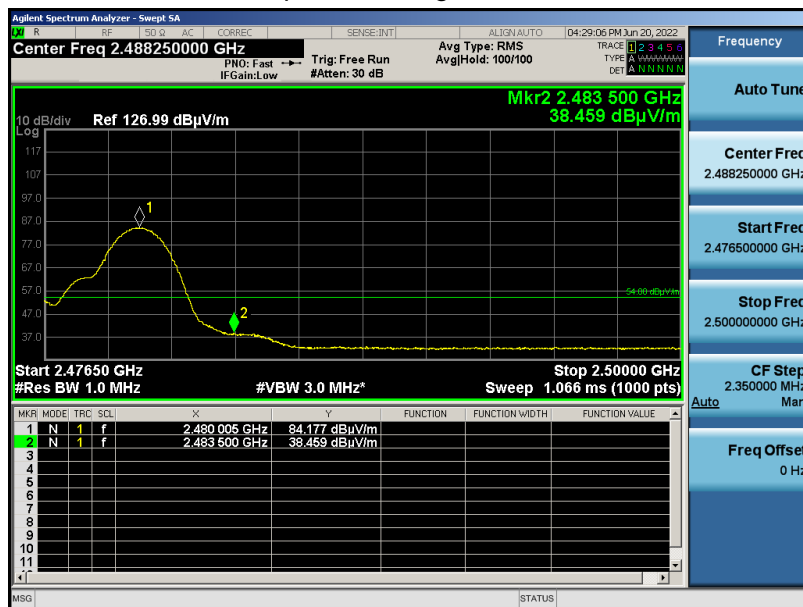 Agilent Spectrum Analyzer - Swept SA
LXI R RF 50 Ω AC CORREC SENSE:INT ALIGN AUTO 04:29:06 PM Jun 20, 2022
Center Freq 2.488250000 GHz
PNO: Fast
IFGain:Low
Trig: Free Run
#Atten: 30 dB
Avg Type: RMS
Avg|Hold: 100/100
TRACE 1 2 3 4 5 6
TYPE A
DET A N N N N N
Mkr2 2.483 500 GHz
38.459 dBµV/m
10 dB/div Ref 126.99 dBµV/m
Log
117
107
97.0
87.0
77.0
67.0
57.0
47.0
37.0
1
2
54.00 dBµV/m
Start 2.47650 GHz Stop 2.50000 GHz
#Res BW 1.0 MHz #VBW 3.0 MHz* Sweep 1.066 ms (1000 pts)
MKR MODE TRC SCL X Y FUNCTION FUNCTION WIDTH FUNCTION VALUE
1 N 1 f 2.480 005 GHz 84.177 dBµV/m
2 N 1 f 2.483 500 GHz 38.459 dBµV/m
3
4
5
6
7
8
9
10
11
MSG STATUS
Frequency
Auto Tune
Center Freq
2.488250000 GHz
Start Freq
2.476500000 GHz
Stop Freq
2.500000000 GHz
CF Step
2.350000 MHz
Auto Man
Freq Offset
0 Hz